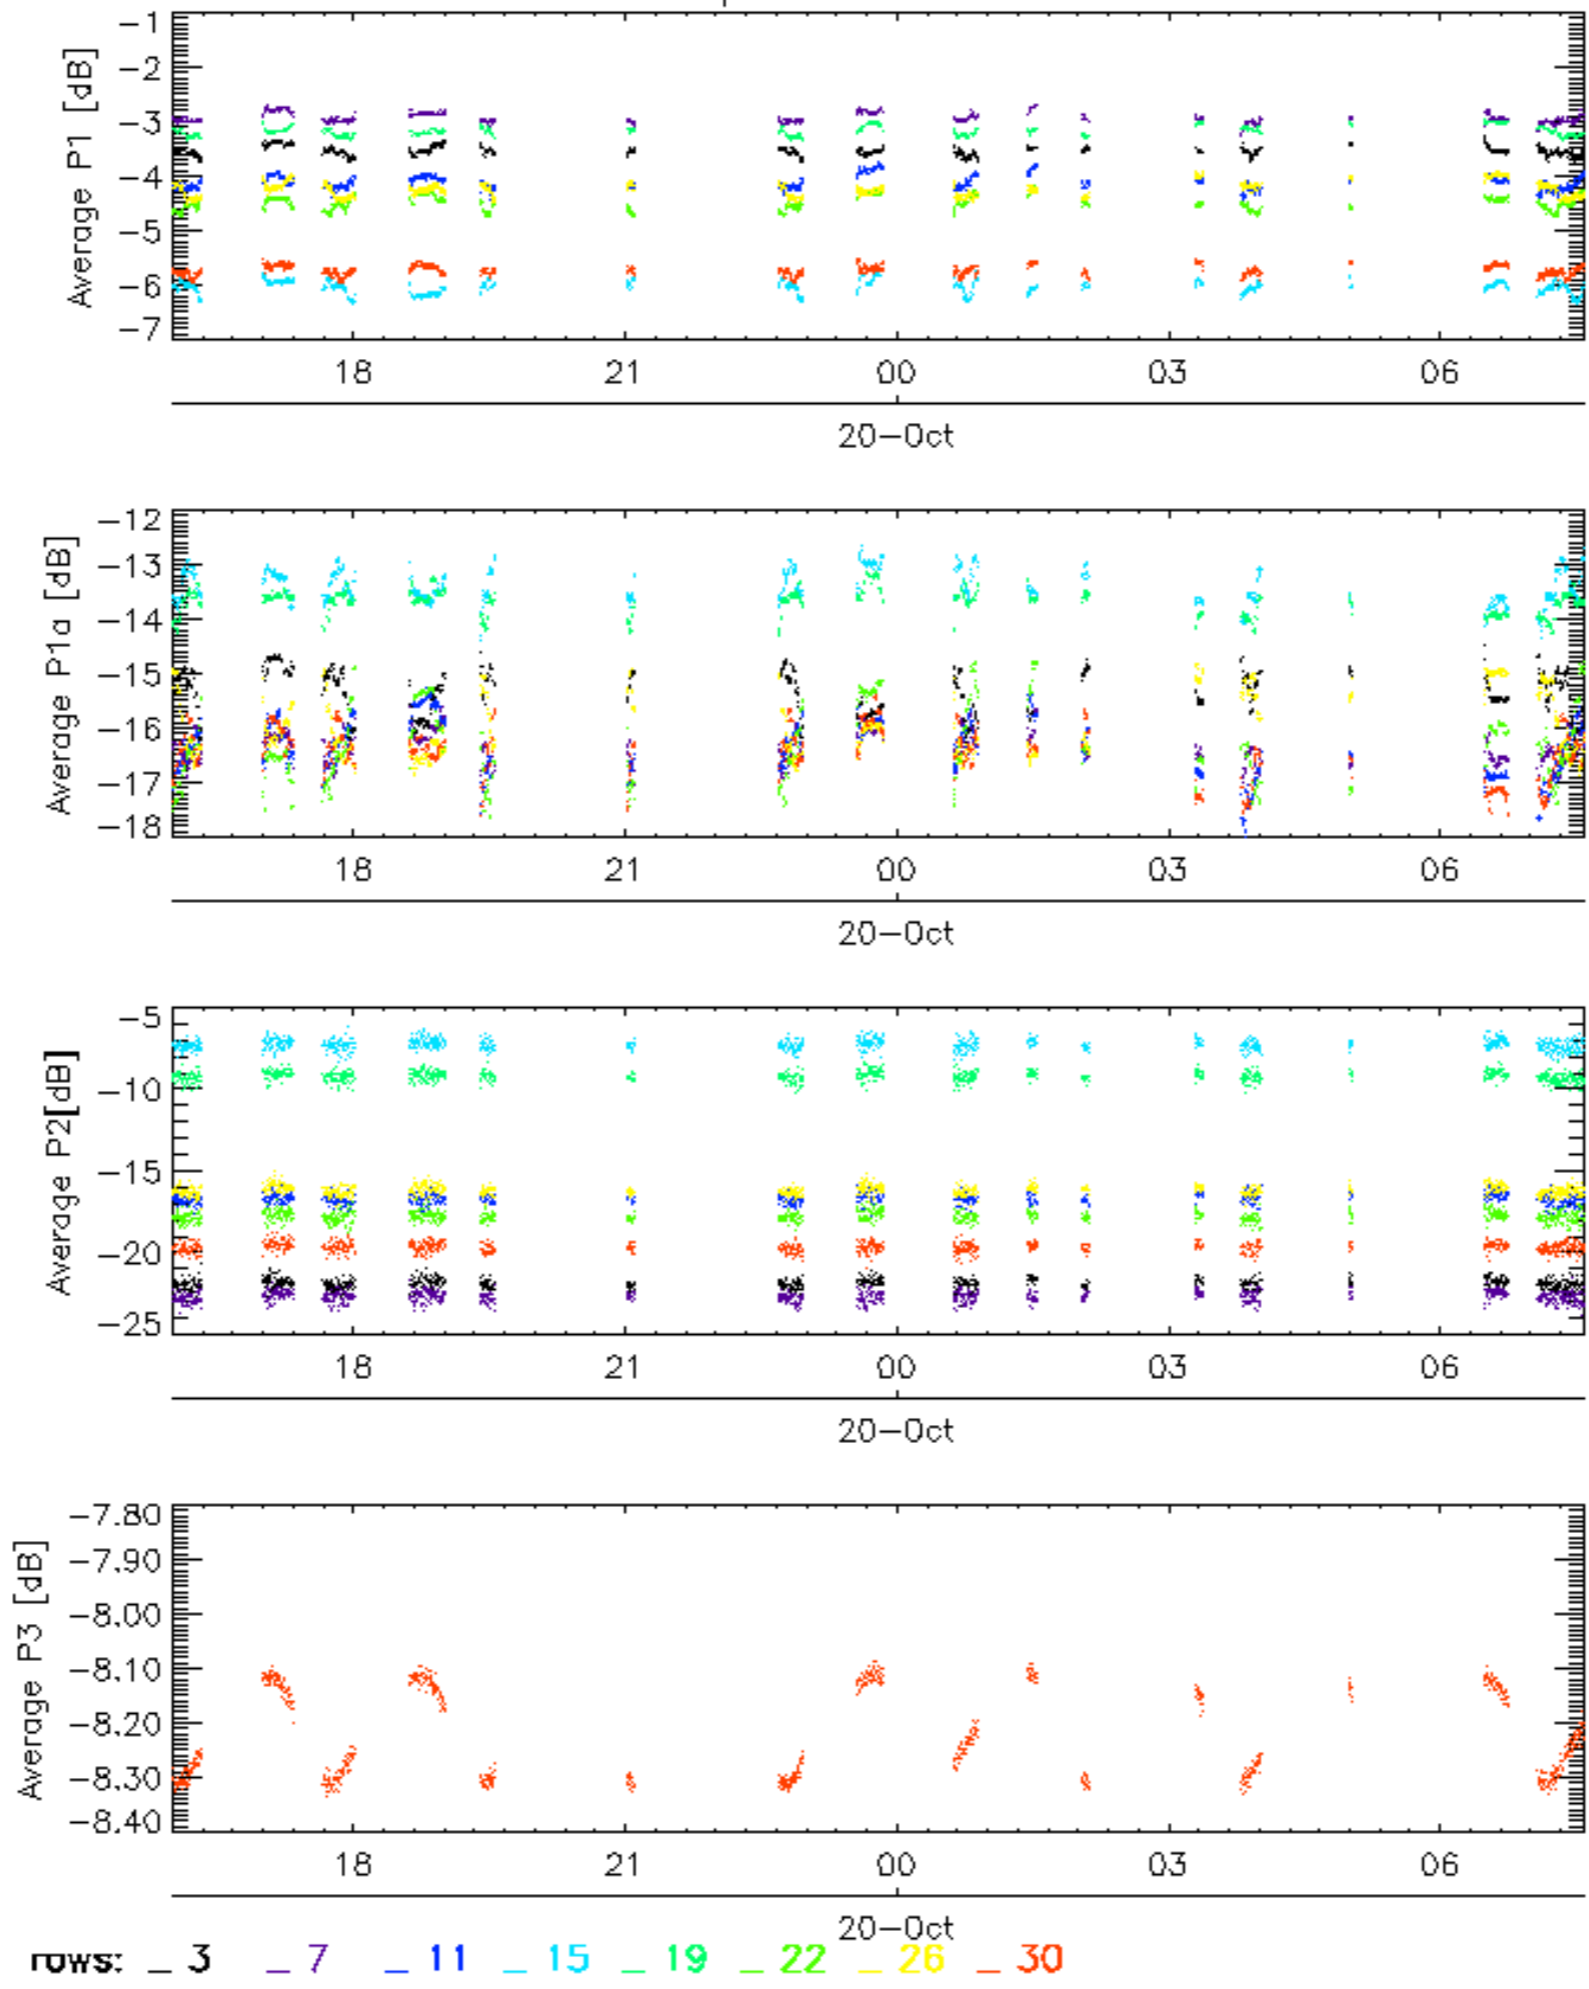 Average P1 [dB]
-1
-2
-3
-4
-5
-6
-7
18 21 00 03 06
20-Oct
Average P1a [dB]
-12
-13
-14
-15
-16
-17
-18
18 21 00 03 06
20-Oct
Average P2[dB]
-5
-10
-15
-20
-25
18 21 00 03 06
20-Oct
Average P3 [dB]
-7.80
-7.90
-8.00
-8.10
-8.20
-8.30
-8.40
18 21 00 03 06
20-Oct
rows: _ 3 _ 7 _ 11 _ 15 _ 19 _ 22 _ 26 _ 30